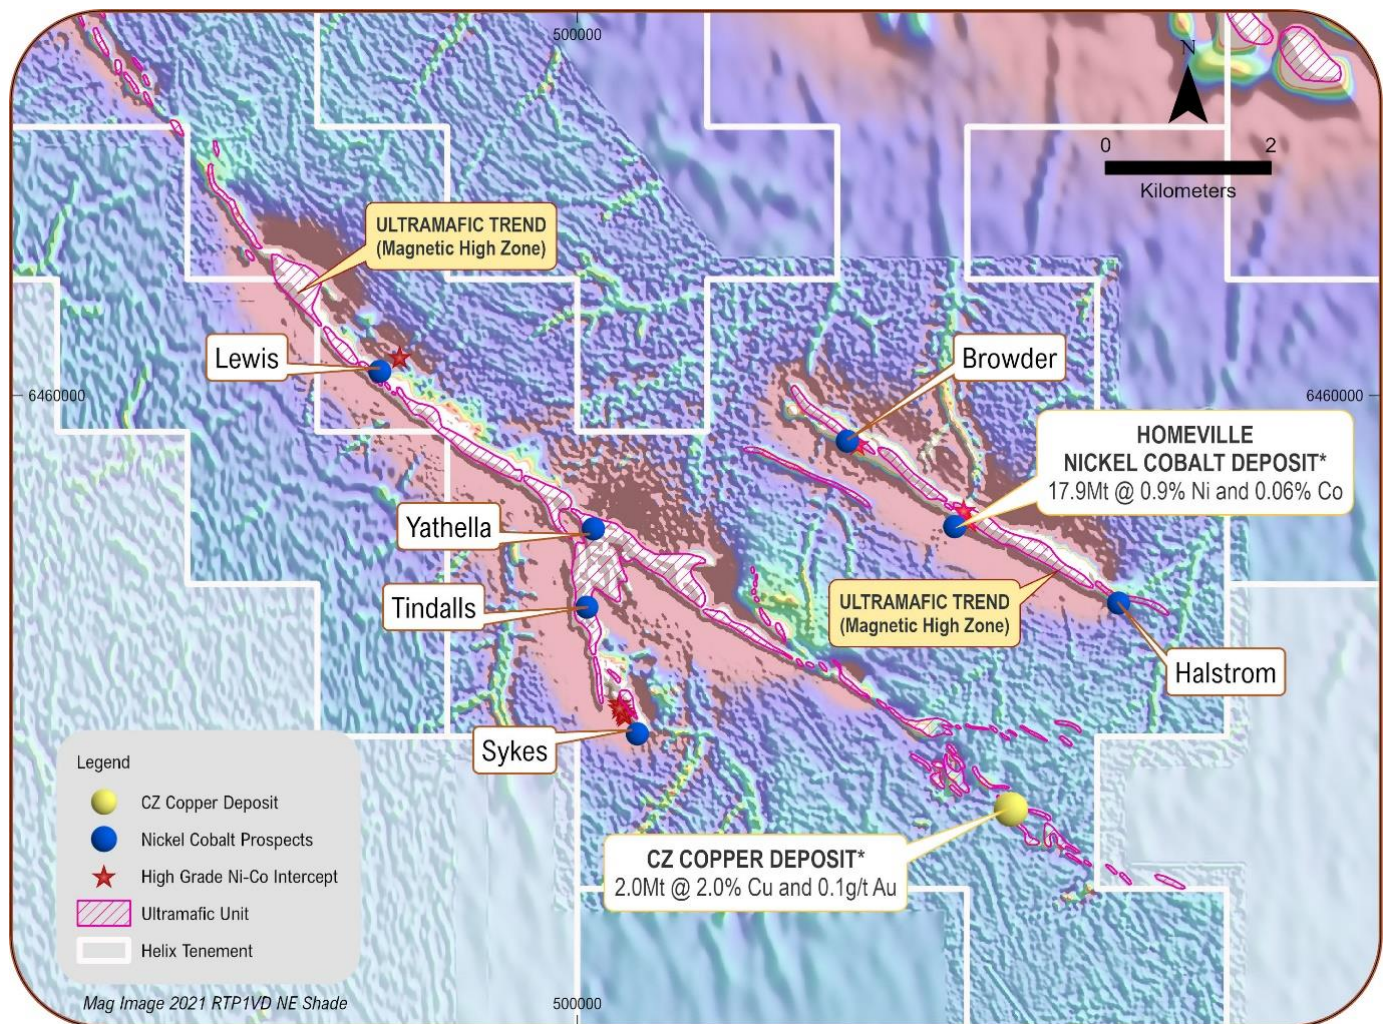 500000
N
0 2
Kilometers
ULTRAMAFIC TREND
(Magnetic High Zone)
Lewis
Browder
6460000
6460000
HOMEVILLE
NICKEL COBALT DEPOSIT*
17.9Mt @ 0.9% Ni and 0.06% Co
Yathella
Tindalls
ULTRAMAFIC TREND
(Magnetic High Zone)
Halstrom
Sykes
CZ COPPER DEPOSIT*
2.0Mt @ 2.0% Cu and 0.1g/t Au
Legend
CZ Copper Deposit
Nickel Cobalt Prospects
High Grade Ni-Co Intercept
Ultramafic Unit
Helix Tenement
Mag Image 2021 RTP1VD NE Shade
500000